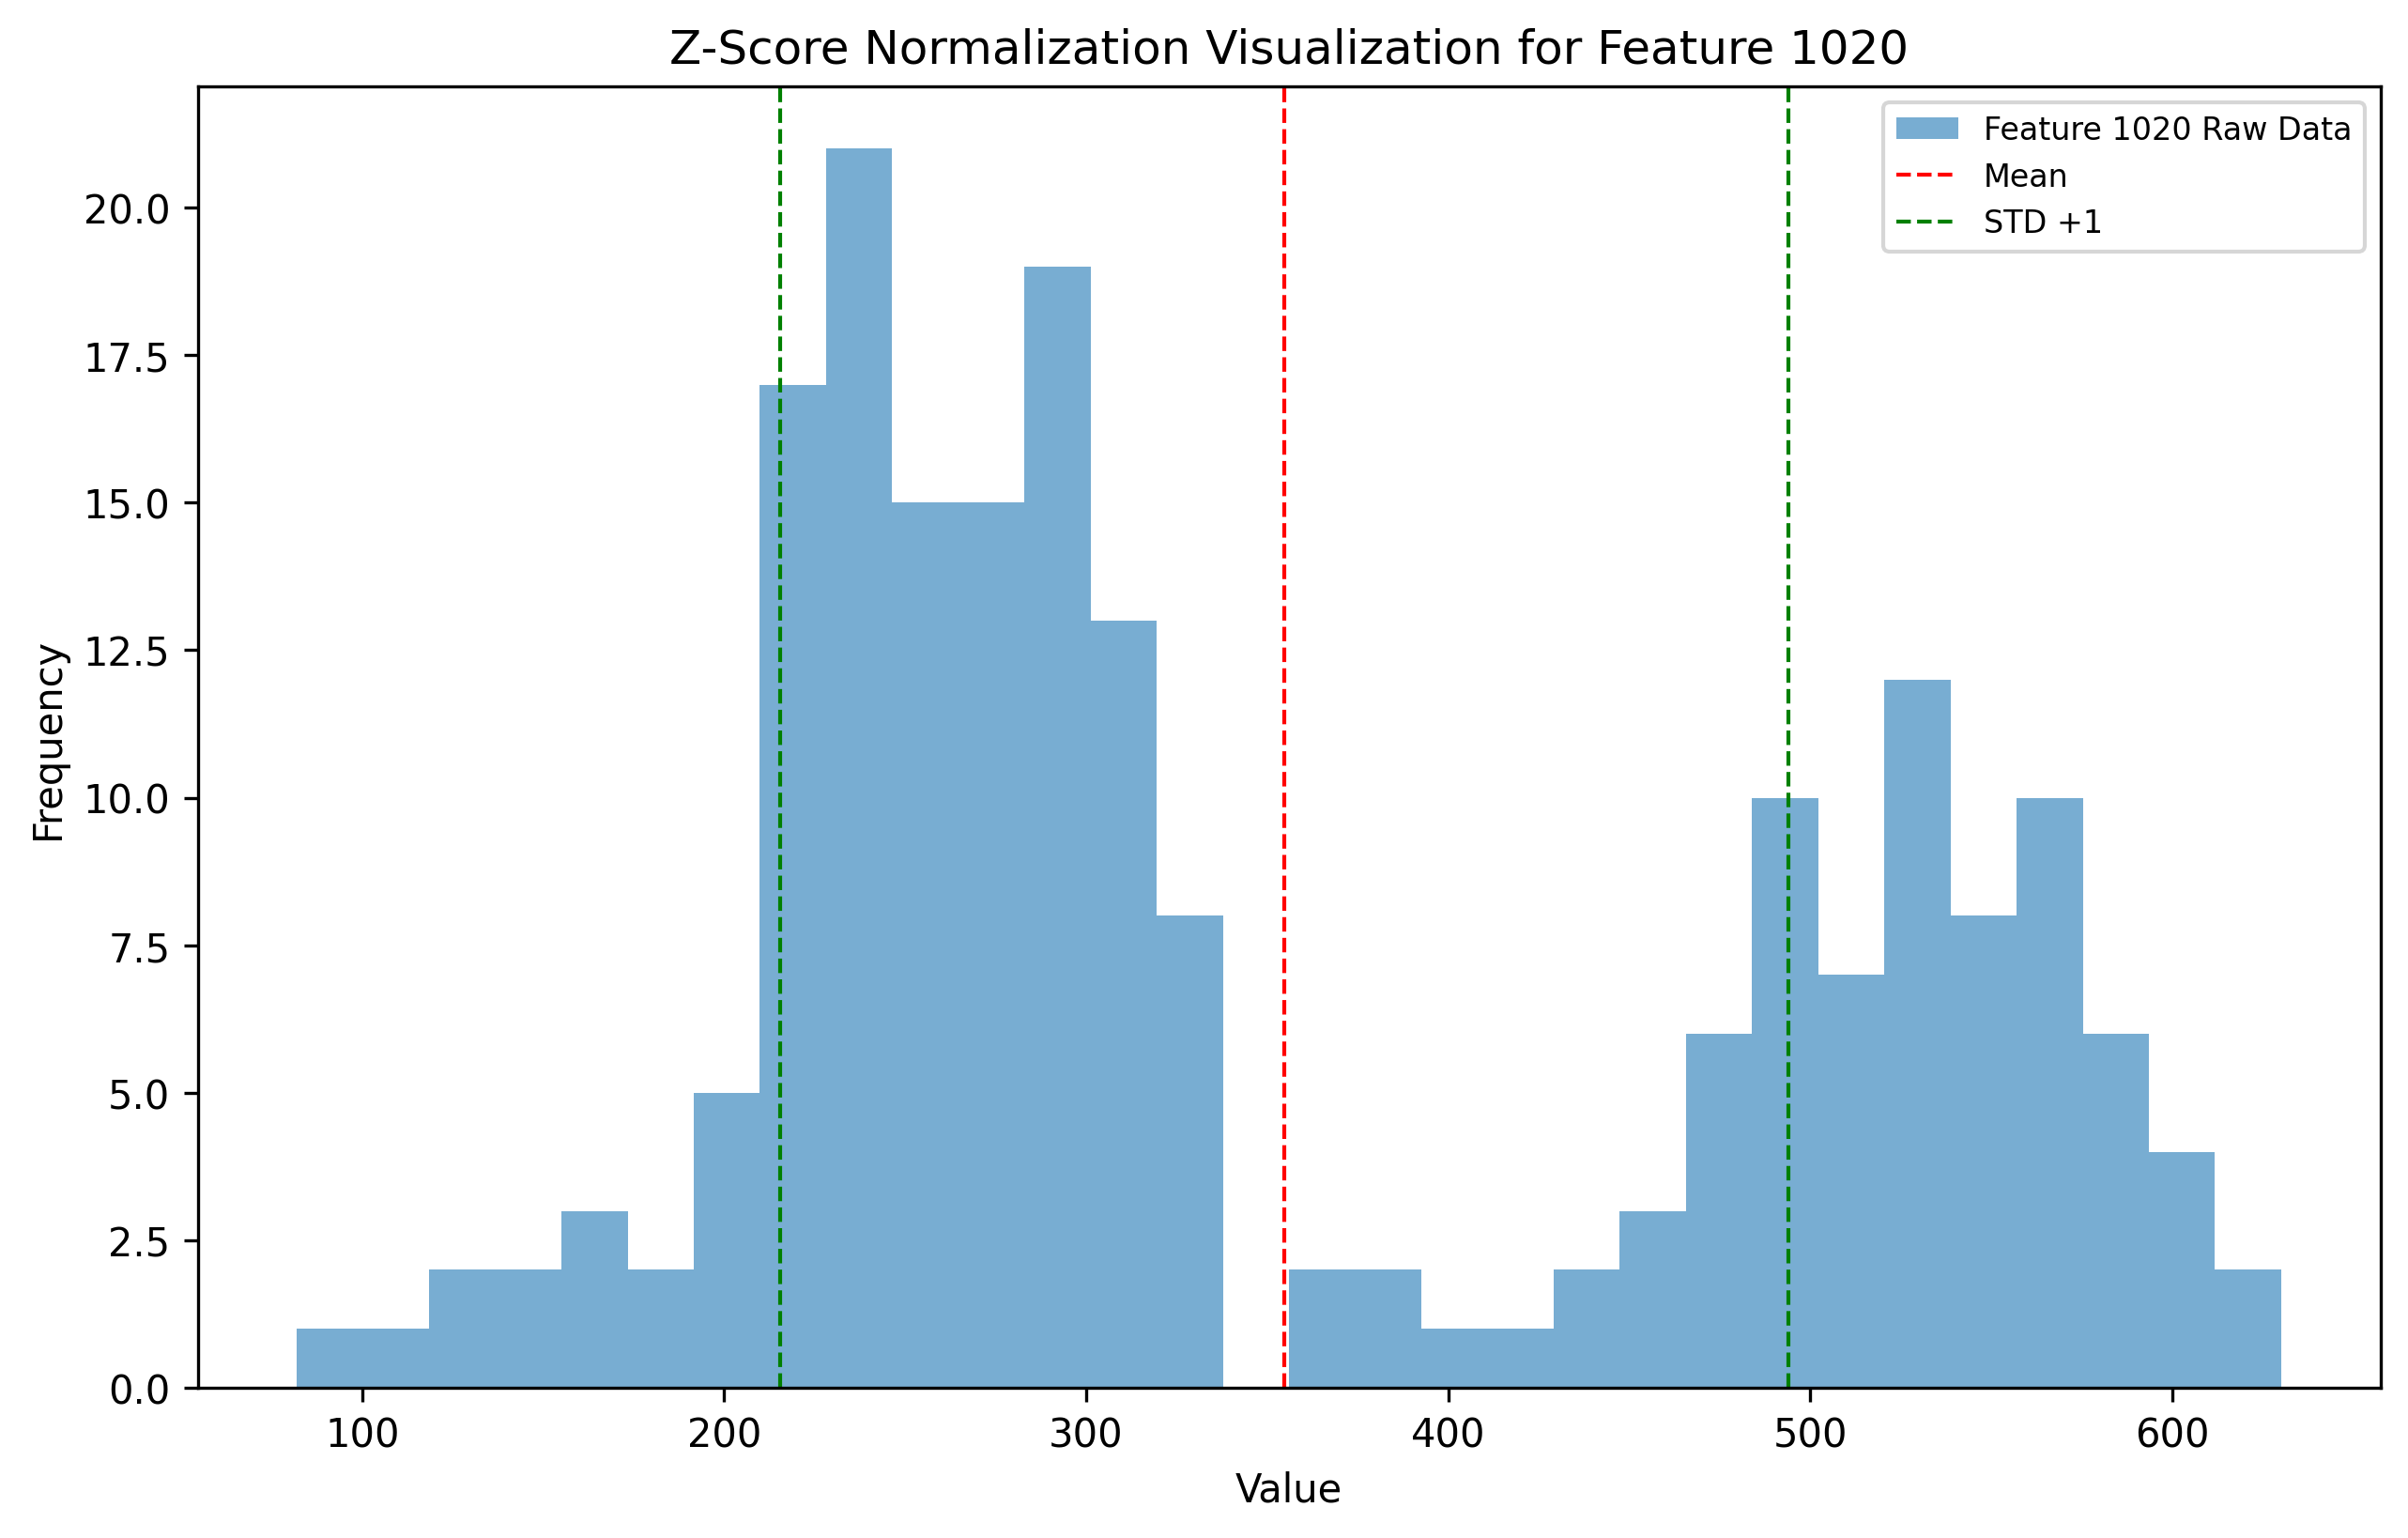 Z-Score Normalization Visualization for Feature 1020
Feature 1020 Raw Data
Mean
STD +1
Frequency
20.0
17.5
15.0
12.5
10.0
7.5
5.0
2.5
0.0
100 200 300 400 500 600
Value